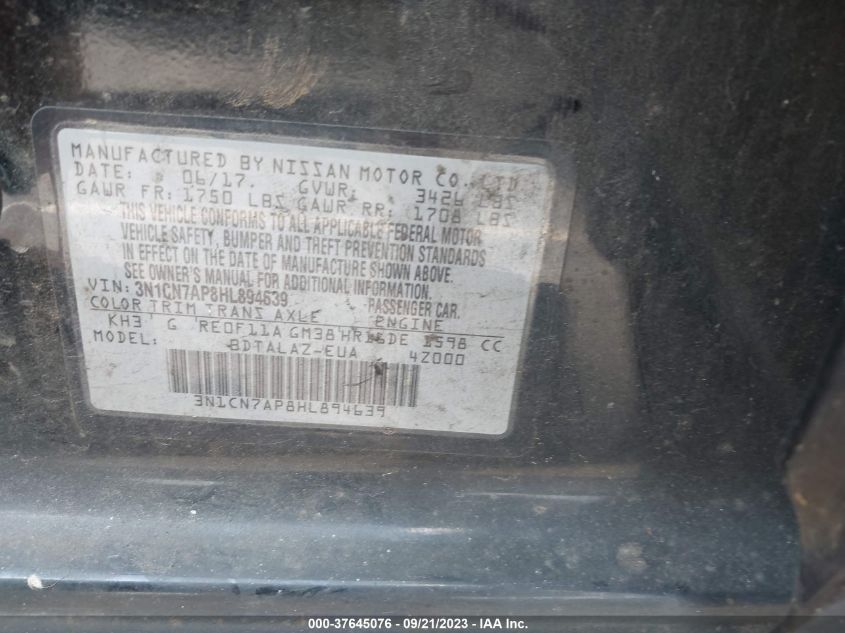 MANUFACTURED BY NISSAN MOTOR CO., LTD
DATE: 06/17. GVWR: 3426 LBS
GAWR FR: 1750 LBS GAWR RR: 1708 LBS
THIS VEHICLE CONFORMS TO ALL APPLICABLE FEDERAL MOTOR
VEHICLE SAFETY, BUMPER AND THEFT PREVENTION STANDARDS
IN EFFECT ON THE DATE OF MANUFACTURE SHOWN ABOVE.
SEE OWNER'S MANUAL FOR ADDITIONAL INFORMATION.
VIN: 3N1CN7AP8HL894639 PASSENGER CAR.
COLOR TRIM TRANS AXLE ENGINE
KH3 G RE0F11A GM38 HR16DE 1598 CC
MODEL: BDTALAZ-EUA 4Z000
3N1CN7AP8HL894639
000-37645076 - 09/21/2023 - IAA Inc.